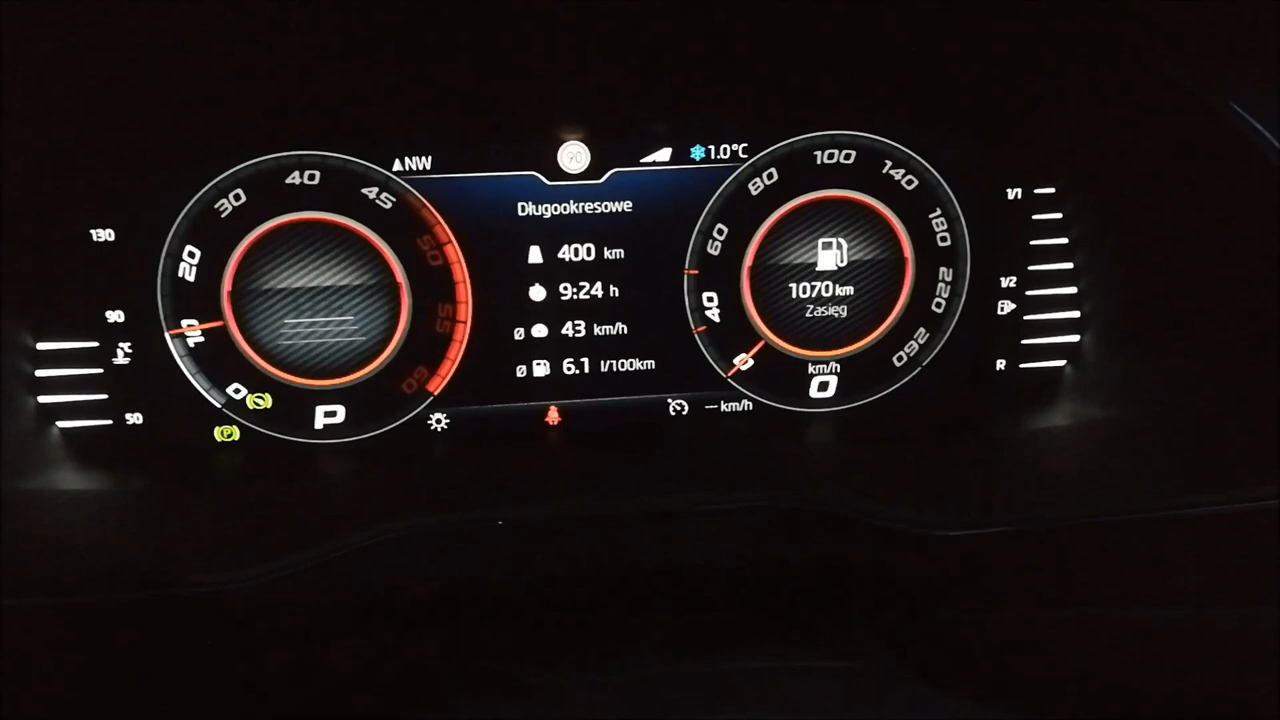 NW
90
1.0°C
Długookresowe
400 km
9:24 h
Ø 43 km/h
Ø 6.1 l/100km
-- km/h
130
90
°C
50
0
10
20
30
40
45
50
55
60
P
P
0
40
60
80
100
140
180
220
260
1070 km
Zasięg
km/h
0
1/1
1/2
R